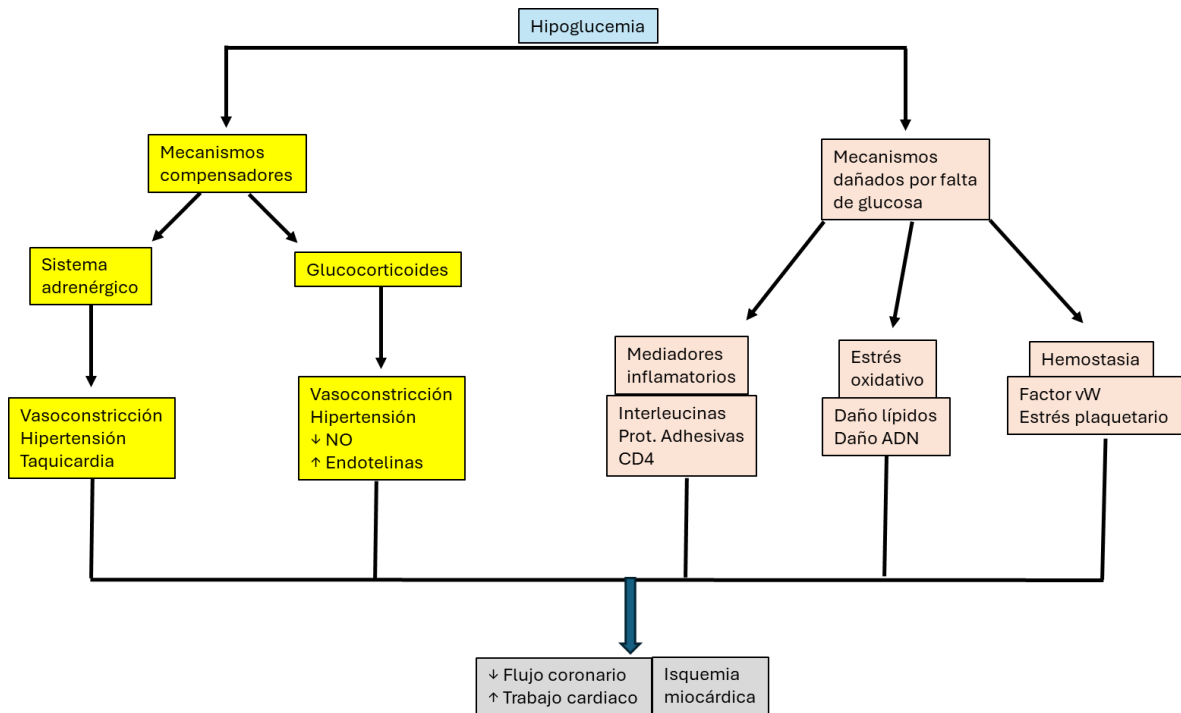 Hipoglucemia
Mecanismos
compensadores
Mecanismos
dañados por falta
de glucosa
Sistema
adrenérgico
Glucocorticoides
Mediadores
inflamatorios
Estrés
oxidativo
Hemostasia
Vasoconstricción
Hipertensión
Taquicardia
Vasoconstricción
Hipertensión
↓ NO
↑ Endotelinas
Interleucinas
Prot. Adhesivas
CD4
Daño lípidos
Daño ADN
Factor vW
Estrés plaquetario
↓ Flujo coronario
↑ Trabajo cardiaco
Isquemia
miocárdica